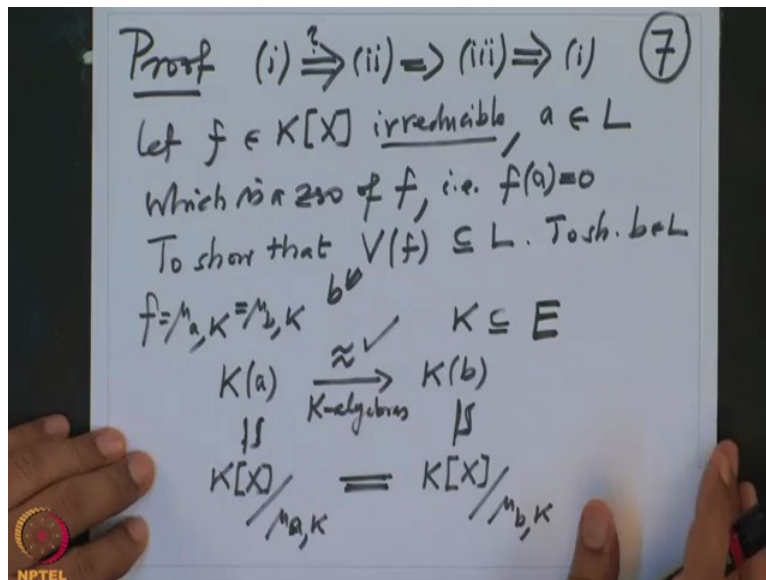 Proof (i) ?⇒ (ii) => (iii) => (i) 7
Let f ∈ K[X] irreducible, a ∈ L
which is a zero of f, i.e. f(a)=0
To show that V(f) ⊆ L. To sh. b∈L
b
f=μa,K=μb,K K ⊆ E
K(a) ≈ ✓ → K(b)
K-algebras
K[X]/μa,K = K[X]/μb,K
NPTEL